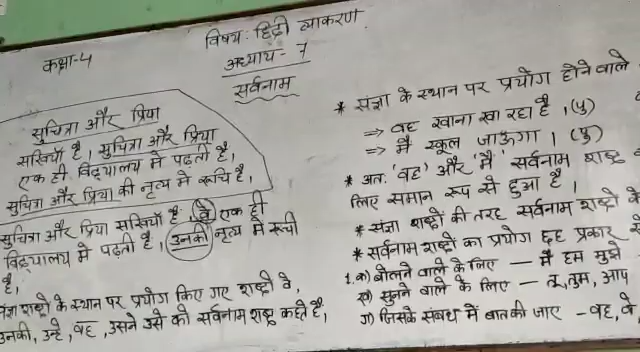 विषय: हिंदी व्याकरण
कक्षा-4
अध्याय- 7
सर्वनाम
सुचित्रा और प्रिया
सखियाँ है, सुचित्रा और प्रिया
एक ही विद्यालय मे पढ़ती है,
सुचित्रा और प्रिया की नृत्य मे रूचि है,
सुचित्रा और प्रिया सखियाँ है, वे एक ही
विद्यालय मे पढ़ती है, उनकी नृत्य मे रूची
है,
संज्ञा शब्दो के स्थान पर प्रयोग किए गए शब्दो वे,
उनकी, उन्हे, वह, उसने उसे को सर्वनाम शब्द कहते है,
* संज्ञा के स्थान पर प्रयोग होने वाले
⇒ वह खाना खा रहा है, (पु)
⇒ मै स्कूल जाऊंगा । (पु)
* अतः 'वह' और 'मै' सर्वनाम शब्द
लिए समान रूप से हुआ है ।
* संज्ञा शब्दो की तरह सर्वनाम शब्दो के
* सर्वनाम शब्दो का प्रयोग छह प्रकार से
1. क) बोलने वाले के लिए — मै हम मुझे
ख) सुनने वाले के लिए — तू, तुम, आप
ग) जिसके संबध में बात की जाए - वह, वे,